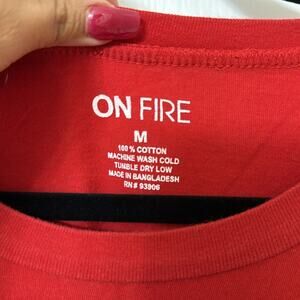 ON FIRE
M
100% COTTON
MACHINE WASH COLD
TUMBLE DRY LOW
MADE IN BANGLADESH
RN# 93906